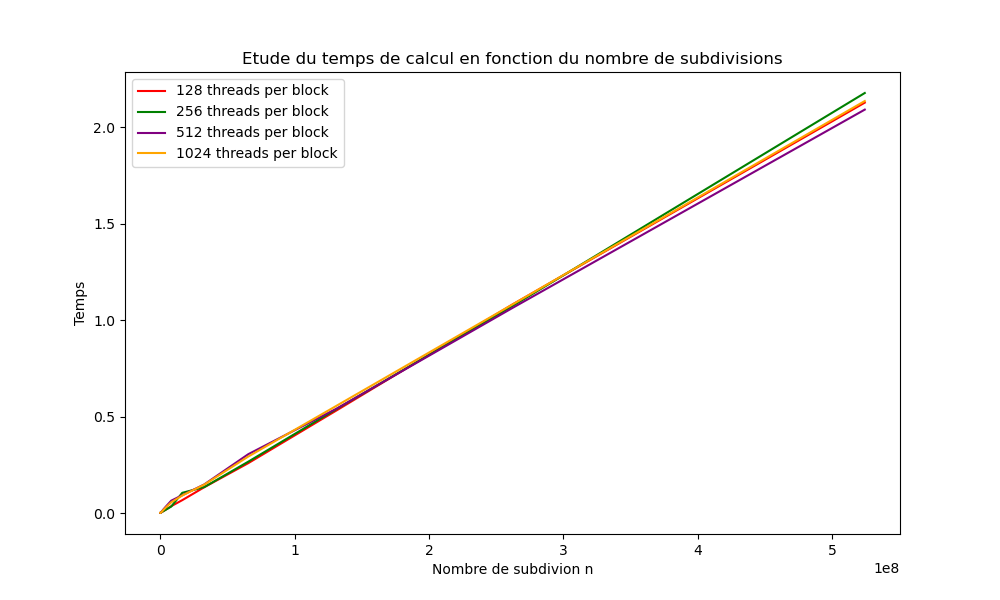 Etude du temps de calcul en fonction du nombre de subdivisions
128 threads per block
256 threads per block
512 threads per block
1024 threads per block
2.0
1.5
1.0
0.5
0.0
Temps
0 1 2 3 4 5
1e8
Nombre de subdivion n